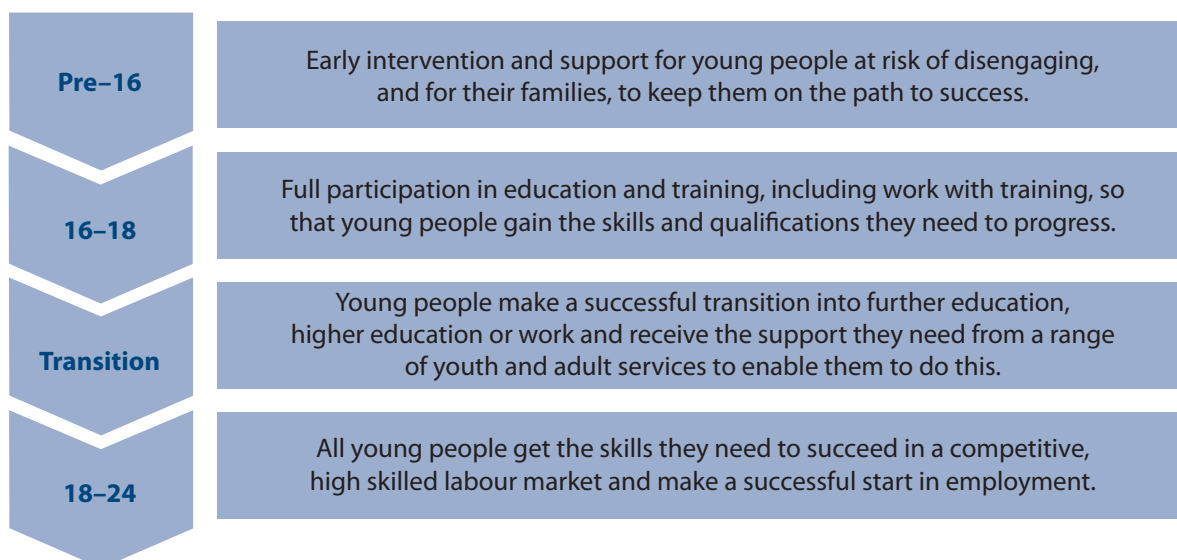 Pre–16
Early intervention and support for young people at risk of disengaging,
and for their families, to keep them on the path to success.
16–18
Full participation in education and training, including work with training, so
that young people gain the skills and qualifications they need to progress.
Transition
Young people make a successful transition into further education,
higher education or work and receive the support they need from a range
of youth and adult services to enable them to do this.
18–24
All young people get the skills they need to succeed in a competitive,
high skilled labour market and make a successful start in employment.